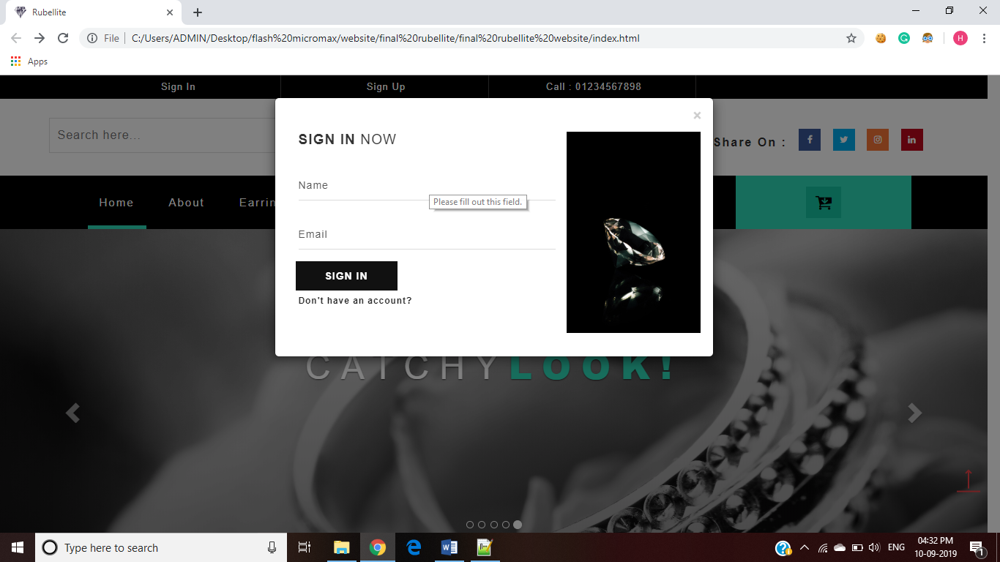 Rubellite
File
C:/Users/ADMIN/Desktop/flash%20micromax/website/final%20rubellite/final%20rubellite%20website/index.html
H
Apps
Sign In
Sign Up
Call : 01234567898
Search here...
Share On :
Home
About
Earrin
SIGN IN NOW
Name
Please fill out this field.
Email
SIGN IN
Don't have an account?
CATCHY LOOK!
Type here to search
ENG
04:32 PM
10-09-2019
1